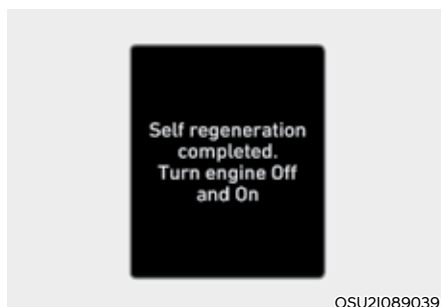 Self regeneration
completed.
Turn engine Off
and On
OSU2I089039